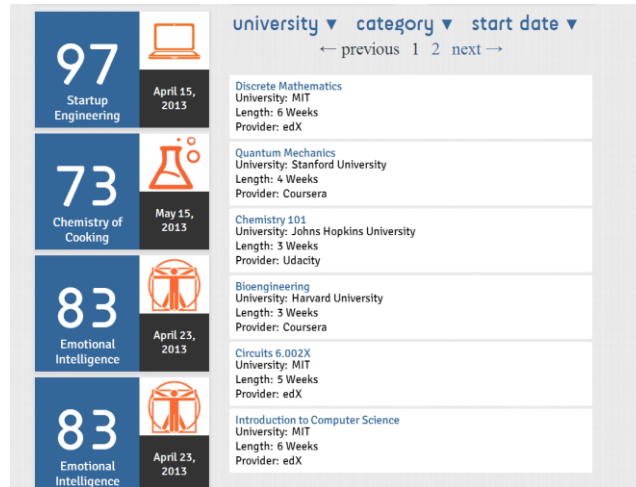 97
Startup
Engineering
April 15,
2013
73
Chemistry of
Cooking
May 15,
2013
83
Emotional
Intelligence
April 23,
2013
83
Emotional
Intelligence
April 23,
2013
university ▼ category ▼ start date ▼
← previous 1 2 next →
Discrete Mathematics
University: MIT
Length: 6 Weeks
Provider: edX
Quantum Mechanics
University: Stanford University
Length: 4 Weeks
Provider: Coursera
Chemistry 101
University: Johns Hopkins University
Length: 3 Weeks
Provider: Udacity
Bioengineering
University: Harvard University
Length: 3 Weeks
Provider: Coursera
Circuits 6.002X
University: MIT
Length: 5 Weeks
Provider: edX
Introduction to Computer Science
University: MIT
Length: 6 Weeks
Provider: edX